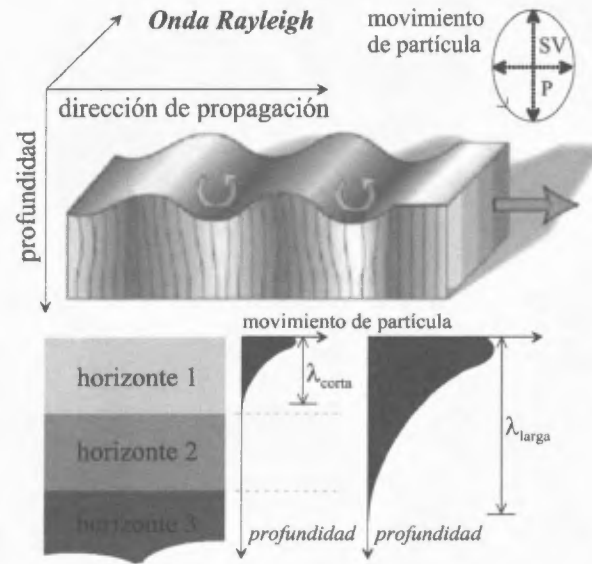 Onda Rayleigh
movimiento
de partícula
SV
P
dirección de propagación
profundidad
movimiento de partícula
horizonte 1
horizonte 2
horizonte 3
λcorta
λlarga
profundidad
profundidad